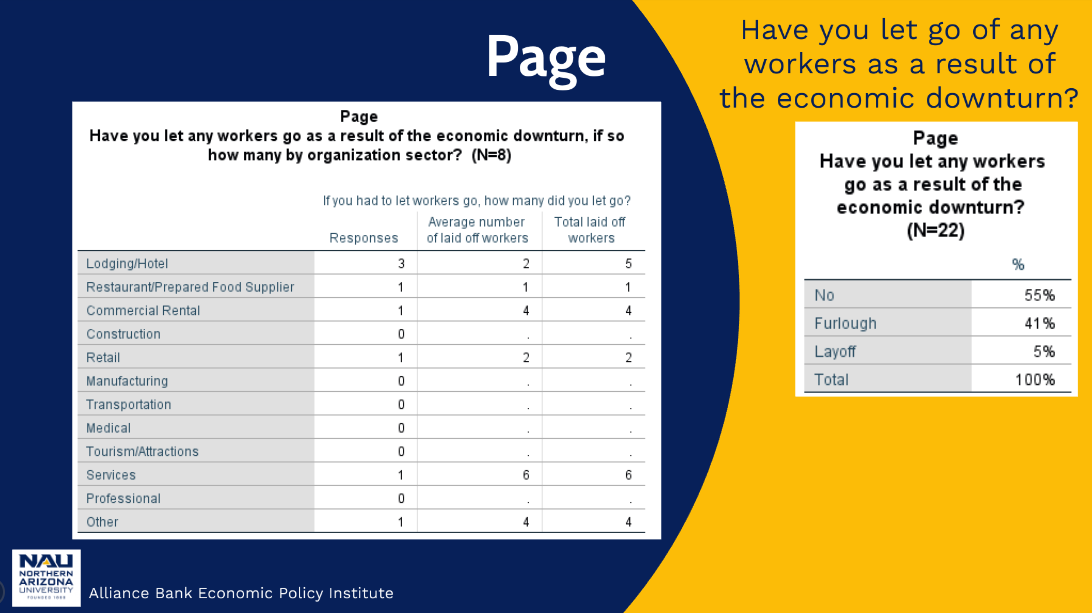 Page
Have you let go of any
workers as a result of
the economic downturn?
Page
Have you let any workers go as a result of the economic downturn, if so
how many by organization sector? (N=8)
If you had to let workers go, how many did you let go?
Responses Average number of laid off workers Total laid off workers
Lodging/Hotel 3 2 5
Restaurant/Prepared Food Supplier 1 1 1
Commercial Rental 1 4 4
Construction 0 . .
Retail 1 2 2
Manufacturing 0 . .
Transportation 0 . .
Medical 0 . .
Tourism/Attractions 0 . .
Services 1 6 6
Professional 0 . .
Other 1 4 4
Page
Have you let any workers
go as a result of the
economic downturn?
(N=22)
%
No 55%
Furlough 41%
Layoff 5%
Total 100%
NAU
NORTHERN
ARIZONA
UNIVERSITY
FOUNDED 1899
Alliance Bank Economic Policy Institute